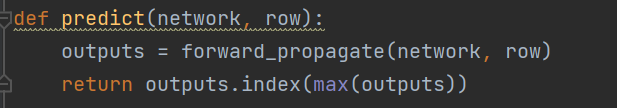 def predict(network, row):
    outputs = forward_propagate(network, row)
    return outputs.index(max(outputs))